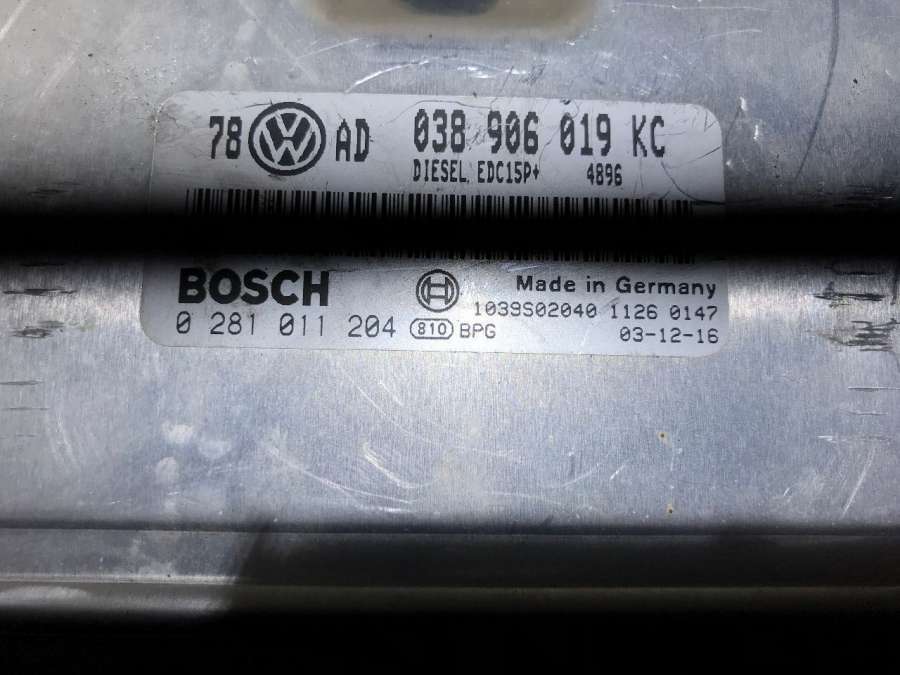 78 VW AD 038 906 019 KC
DIESEL EDC15P+ 4896
BOSCH Made in Germany
1039S02040 1126 0147
0 281 011 204 810 BPG 03-12-16